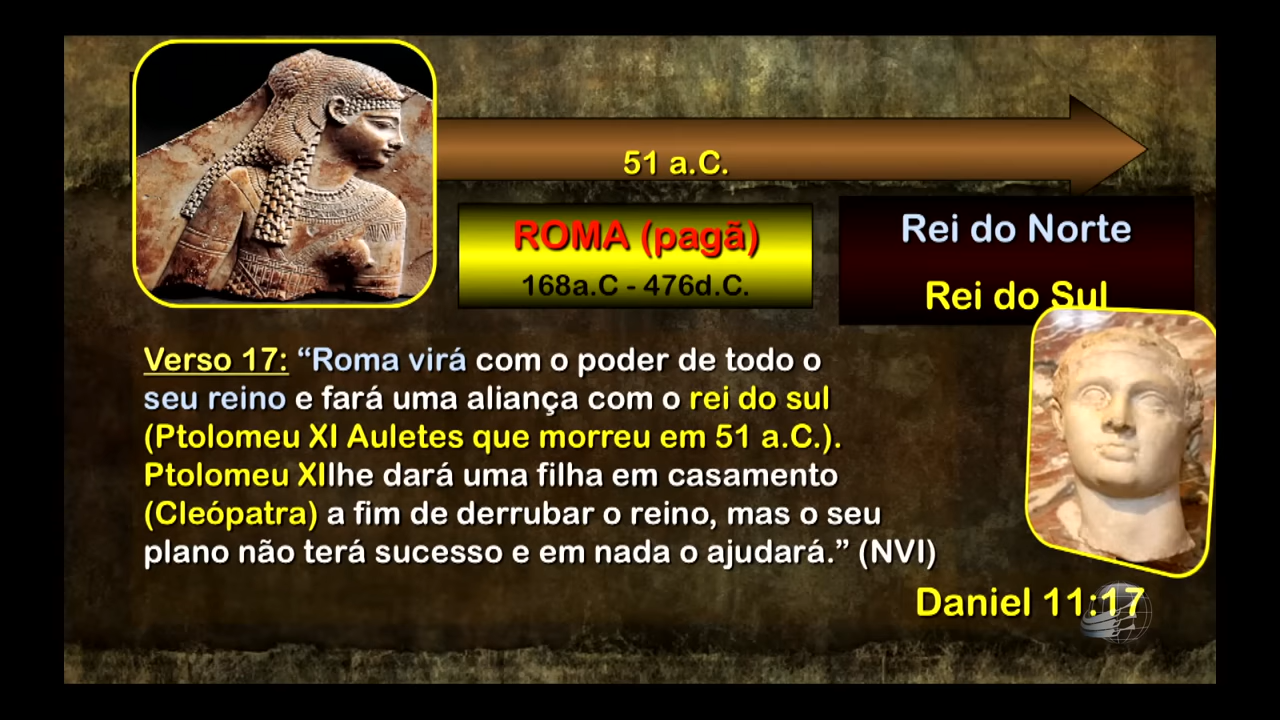 51 a.C.
ROMA (pagã)
168a.C - 476d.C.
Rei do Norte
Rei do Sul
Verso 17: “Roma virá com o poder de todo o
seu reino e fará uma aliança com o rei do sul
(Ptolomeu XI Auletes que morreu em 51 a.C.).
Ptolomeu XIlhe dará uma filha em casamento
(Cleópatra) a fim de derrubar o reino, mas o seu
plano não terá sucesso e em nada o ajudará.” (NVI)
Daniel 11:17